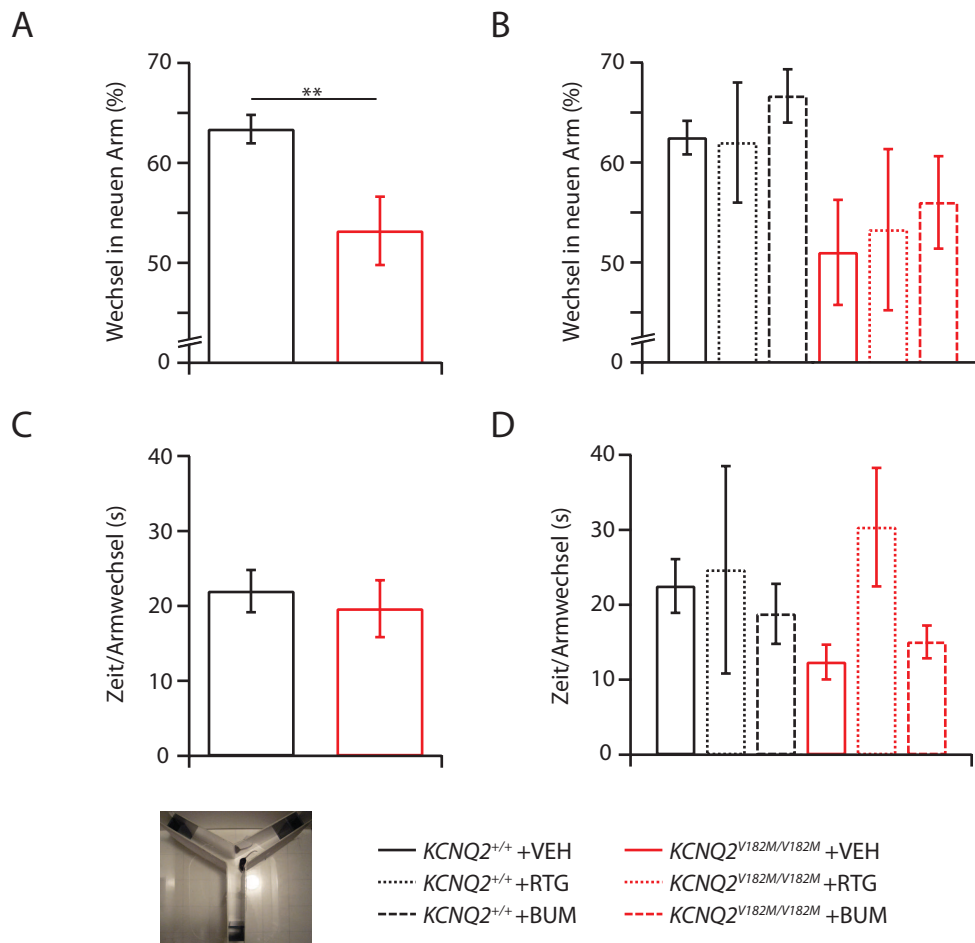 A
Wechsel in neuen Arm (%)
70
60
50
0
**
B
Wechsel in neuen Arm (%)
70
60
50
0
C
Zeit/Armwechsel (s)
40
30
20
10
0
D
Zeit/Armwechsel (s)
40
30
20
10
0
KCNQ2+/+ +VEH
KCNQ2+/+ +RTG
KCNQ2+/+ +BUM
KCNQ2V182M/V182M +VEH
KCNQ2V182M/V182M +RTG
KCNQ2V182M/V182M +BUM